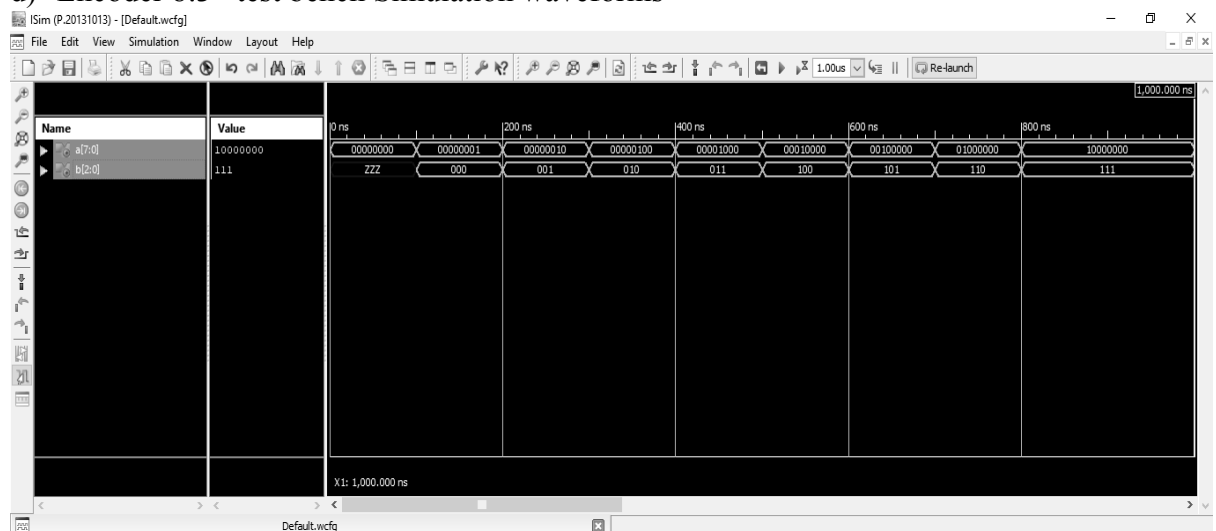 d) Encoder 8:3 test bench Simulation waveforms
ISim (P.20131013) - [Default.wcfg]
File Edit View Simulation Window Layout Help
1.00us Re-launch
1,000.000 ns
Name Value 0 ns 200 ns 400 ns 600 ns 800 ns
a[7:0] 10000000 00000000 00000001 00000010 00000100 00001000 00010000 00100000 01000000 10000000
b[2:0] 111 ZZZ 000 001 010 011 100 101 110 111
X1: 1,000.000 ns
Default.wcfg